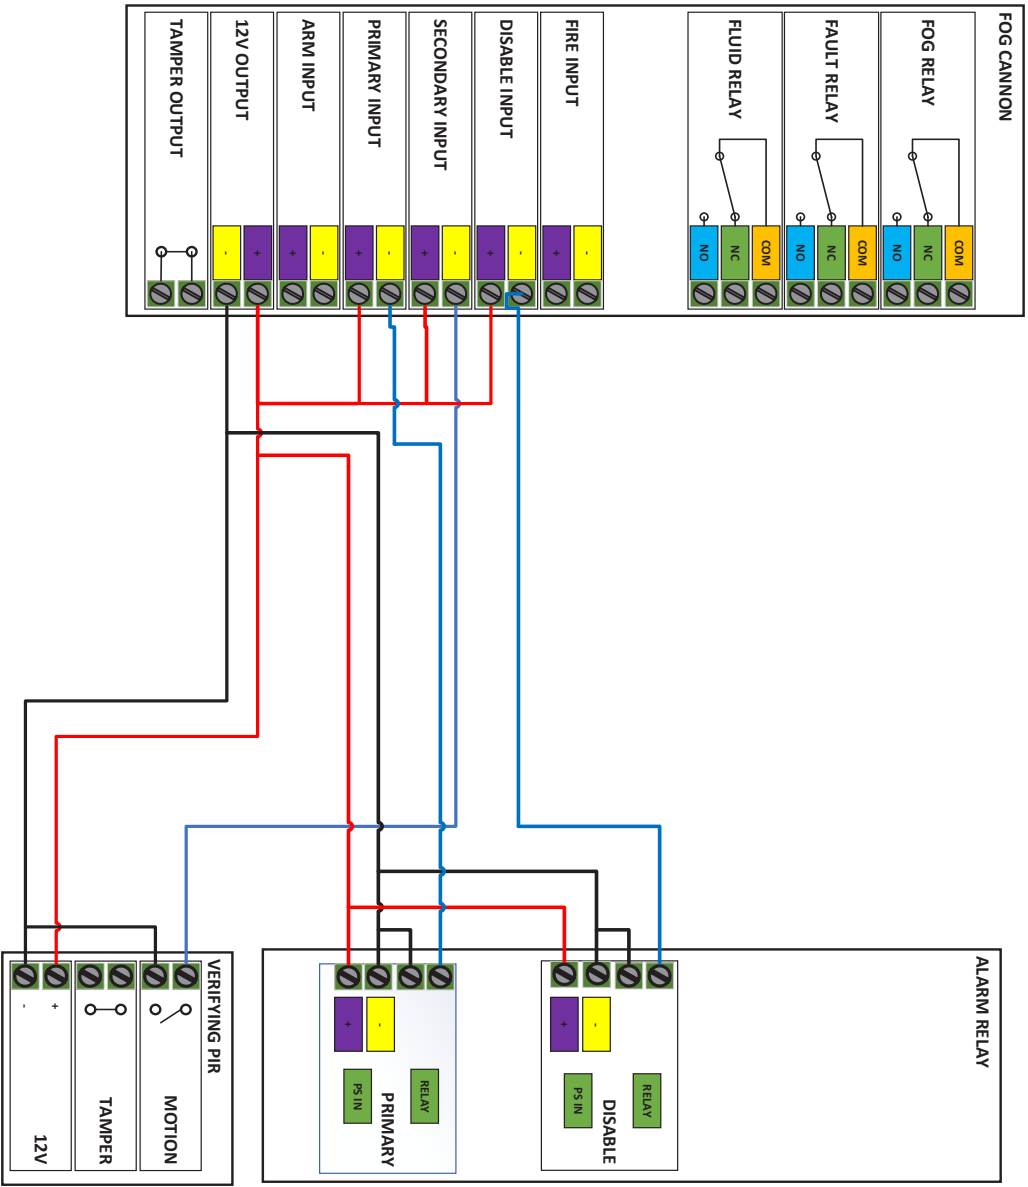 FOG CANNON
FOG RELAY
COM
NC
NO
FAULT RELAY
COM
NC
NO
FLUID RELAY
COM
NC
NO
FIRE INPUT
-
+
DISABLE INPUT
-
+
SECONDARY INPUT
-
+
PRIMARY INPUT
-
+
ARM INPUT
-
+
12V OUTPUT
+
-
TAMPER OUTPUT
ALARM RELAY
DISABLE
RELAY
PS IN
-
+
PRIMARY
RELAY
PS IN
-
+
VERIFYING PIR
MOTION
TAMPER
12V
+
-